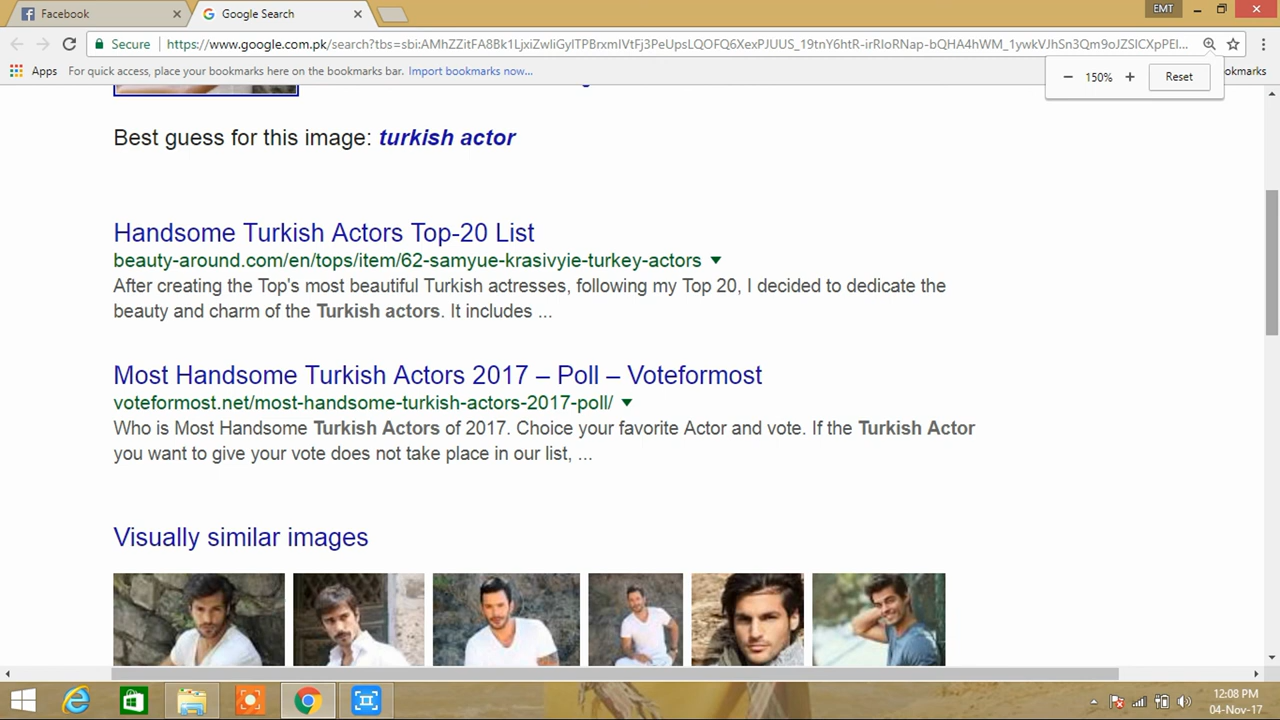 Facebook
Google Search
EMT
Secure
https://www.google.com.pk/search?tbs=sbi:
Apps
For quick access, place your bookmarks here on the bookmarks bar.
Import bookmarks now...
ookmarks
150%
Reset
Best guess for this image: turkish actor
Handsome Turkish Actors Top-20 List
beauty-around.com/en/tops/item/62-samyue-krasivyie-turkey-actors
After creating the Top's most beautiful Turkish actresses, following my Top 20, I decided to dedicate the
beauty and charm of the Turkish actors. It includes ...
Most Handsome Turkish Actors 2017 – Poll – Voteformost
voteformost.net/most-handsome-turkish-actors-2017-poll/
Who is Most Handsome Turkish Actors of 2017. Choice your favorite Actor and vote. If the Turkish Actor
you want to give your vote does not take place in our list, ...
Visually similar images
12:08 PM
04-Nov-17